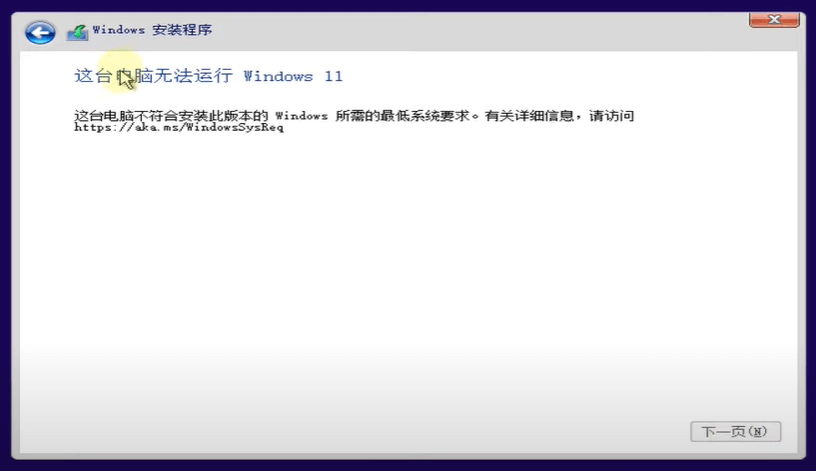 Windows 安装程序
这台电脑无法运行 Windows 11
这台电脑不符合安装此版本的 Windows 所需的最低系统要求。有关详细信息，请访问
https://aka.ms/WindowsSysReq
下一页(N)